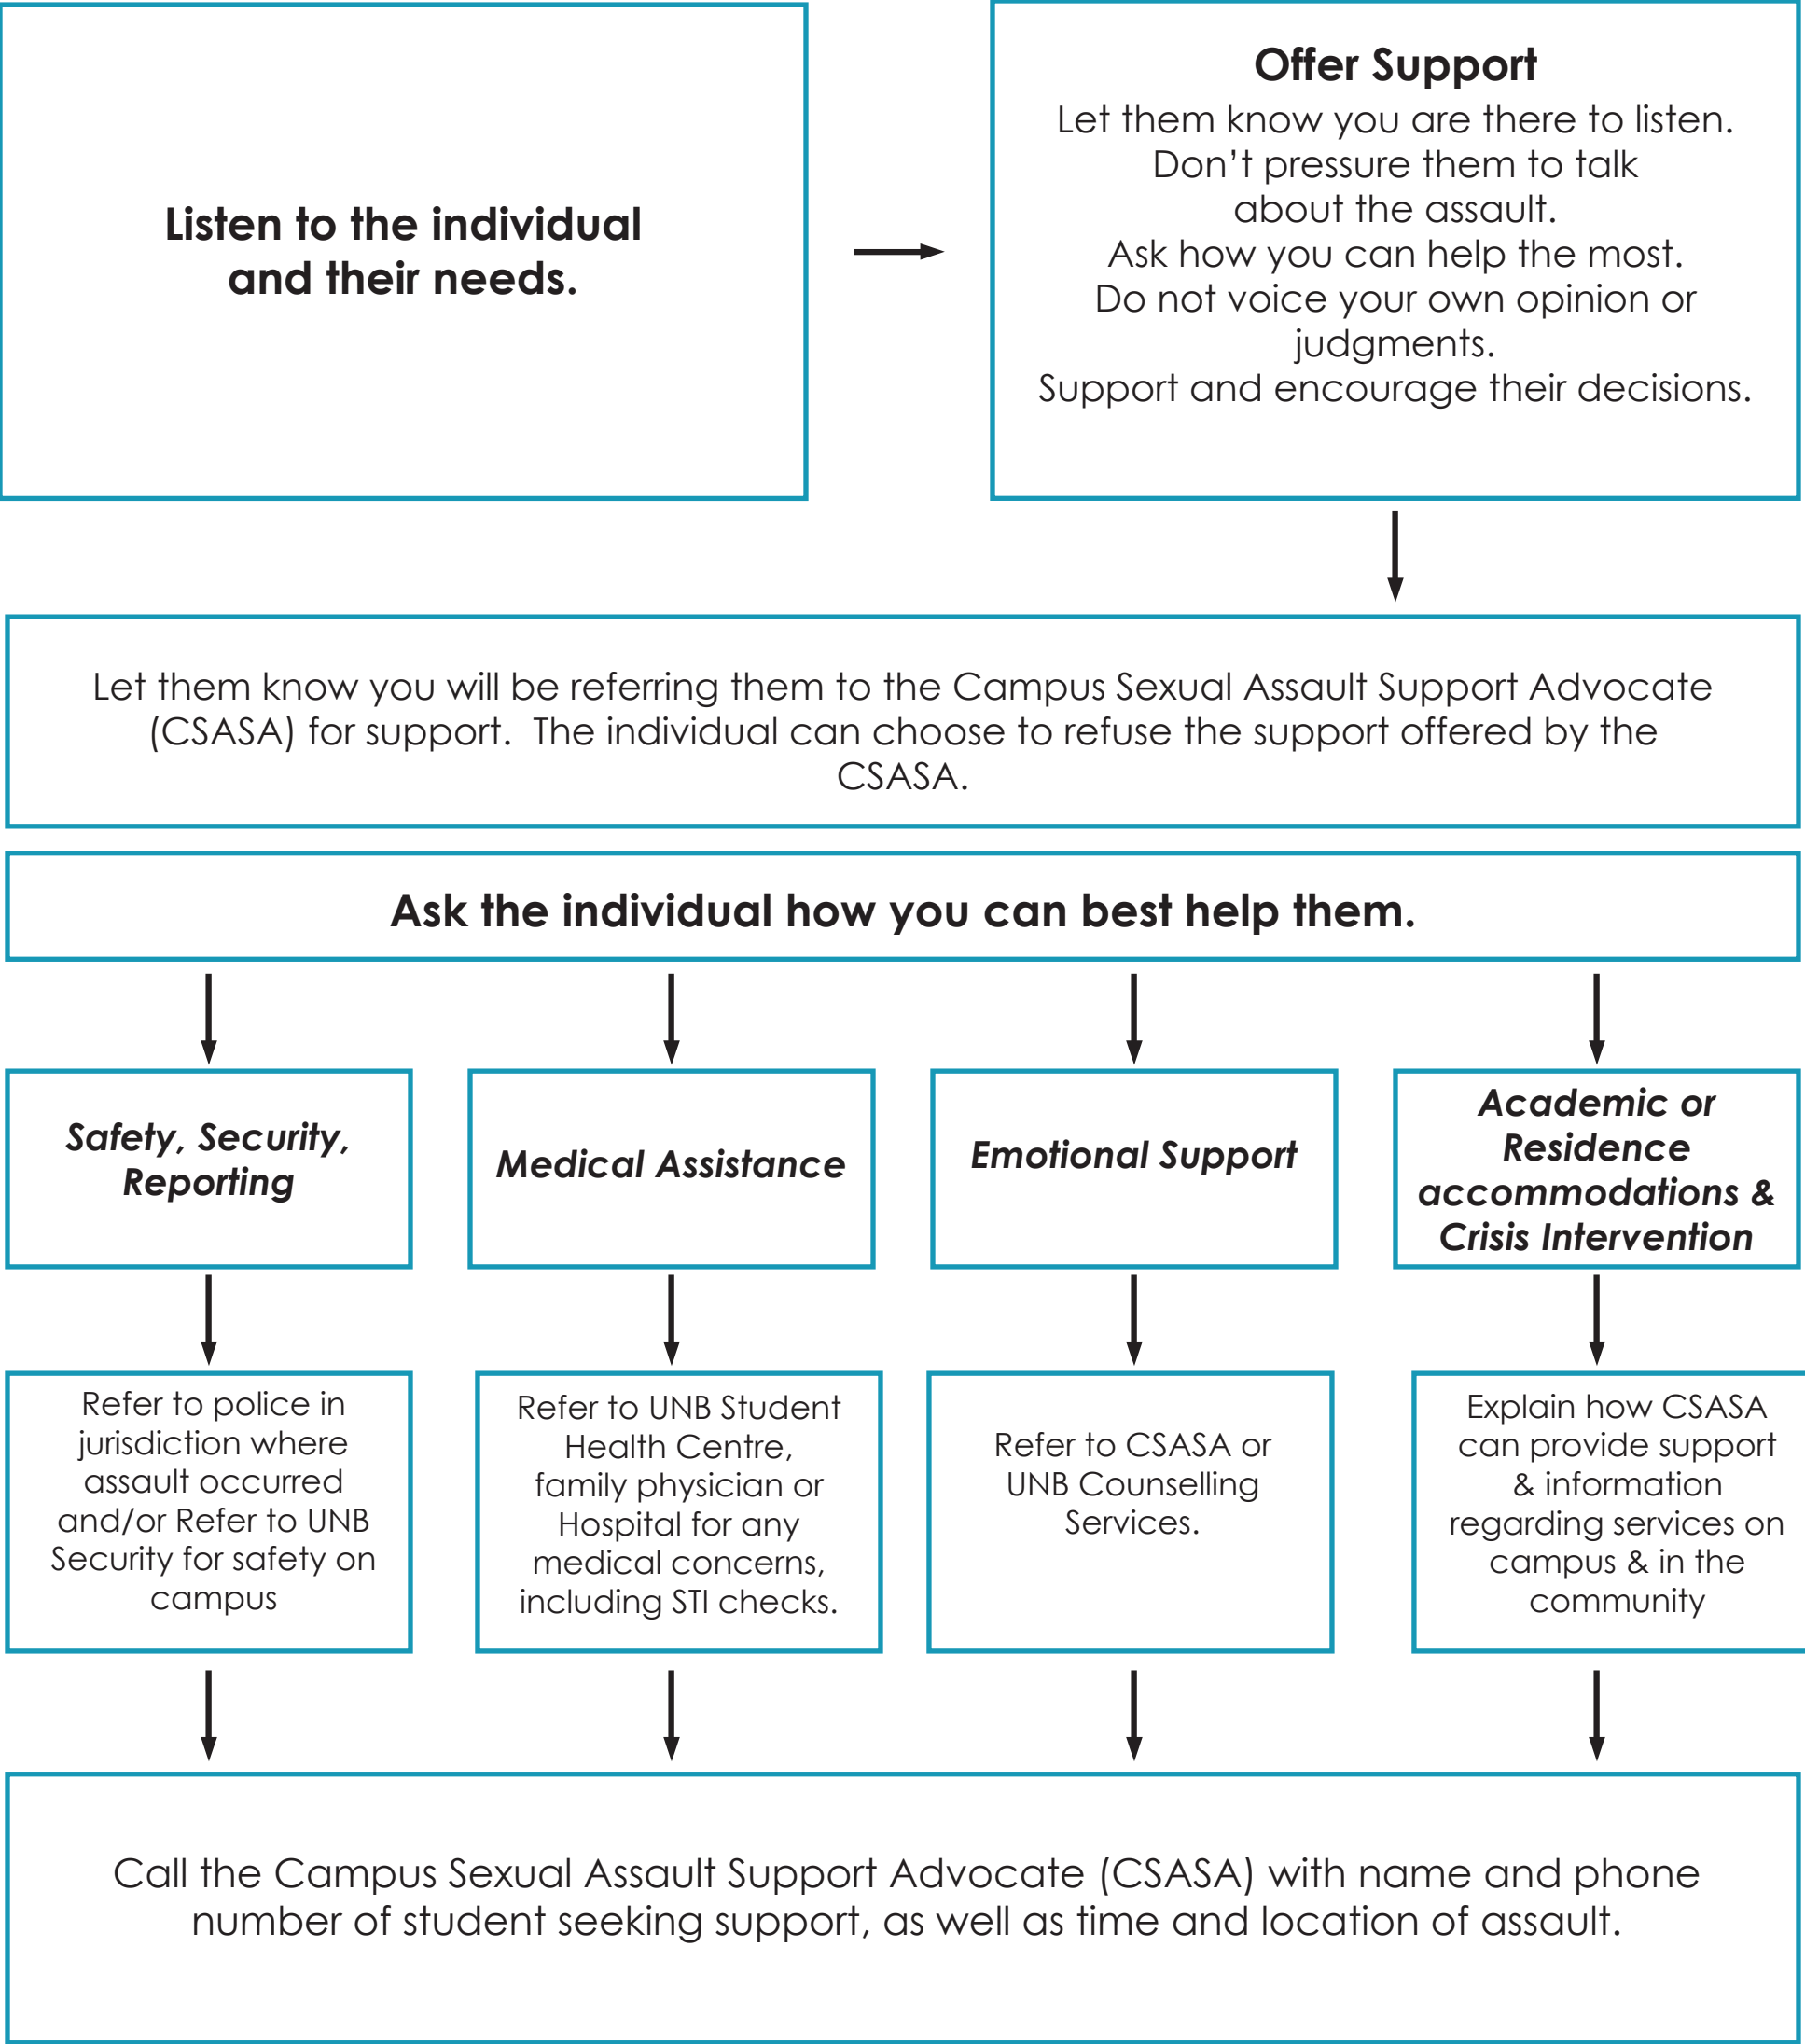 Listen to the individual
and their needs.
Offer Support
Let them know you are there to listen.
Don’t pressure them to talk
about the assault.
Ask how you can help the most.
Do not voice your own opinion or
judgments.
Support and encourage their decisions.
Let them know you will be referring them to the Campus Sexual Assault Support Advocate
(CSASA) for support.  The individual can choose to refuse the support offered by the
CSASA.
Ask the individual how you can best help them.
Safety, Security,
Reporting
Medical Assistance
Emotional Support
Academic or
Residence
accommodations &
Crisis Intervention
Refer to police in
jurisdiction where
assault occurred
and/or Refer to UNB
Security for safety on
campus
Refer to UNB Student
Health Centre,
family physician or
Hospital for any
medical concerns,
including STI checks.
Refer to CSASA or
UNB Counselling
Services.
Explain how CSASA
can provide support
& information
regarding services on
campus & in the
community
Call the Campus Sexual Assault Support Advocate (CSASA) with name and phone
number of student seeking support, as well as time and location of assault.